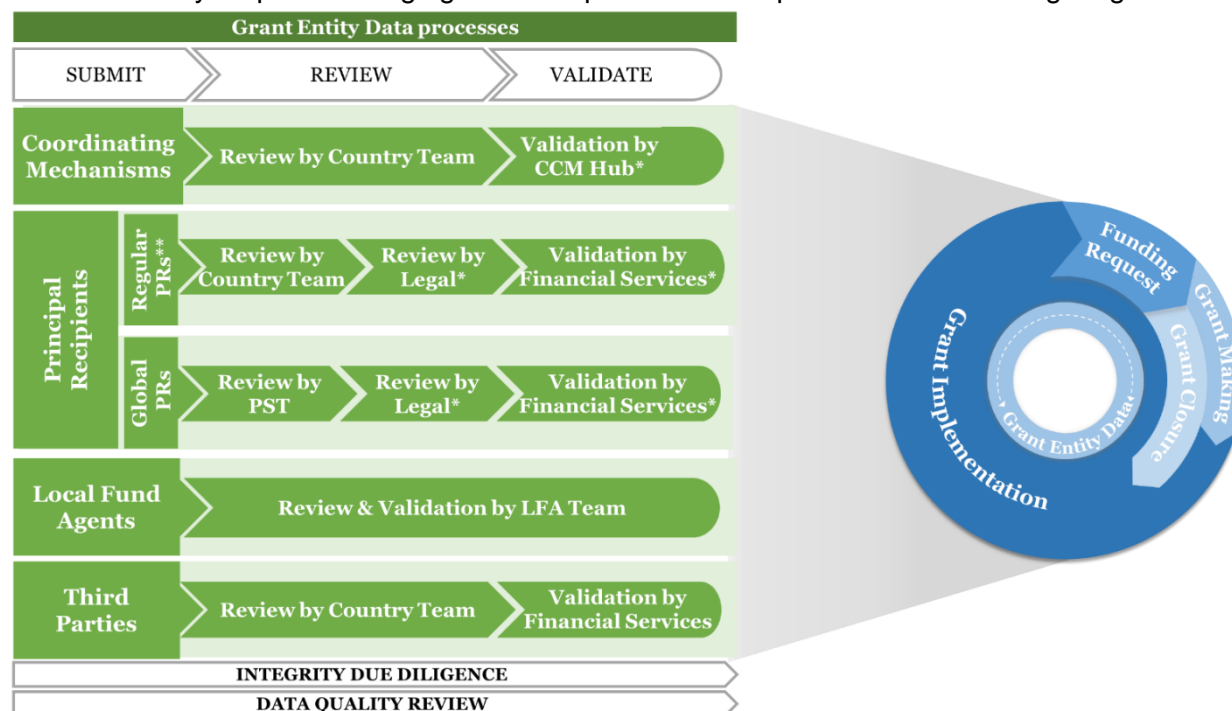 Grant Entity Data processes
SUBMIT
REVIEW
VALIDATE
Coordinating
Mechanisms
Review by Country Team
Validation by
CCM Hub*
Principal
Recipients
Regular
PRs**
Review by
Country Team
Review by
Legal*
Validation by
Financial Services*
Global
PRs
Review by
PST
Review by
Legal*
Validation by
Financial Services*
Local Fund
Agents
Review & Validation by LFA Team
Third
Parties
Review by Country Team
Validation by
Financial Services
INTEGRITY DUE DILIGENCE
DATA QUALITY REVIEW
Funding
Request
Grant Making
Grant Closure
Grant Implementation
Grant Entity Data